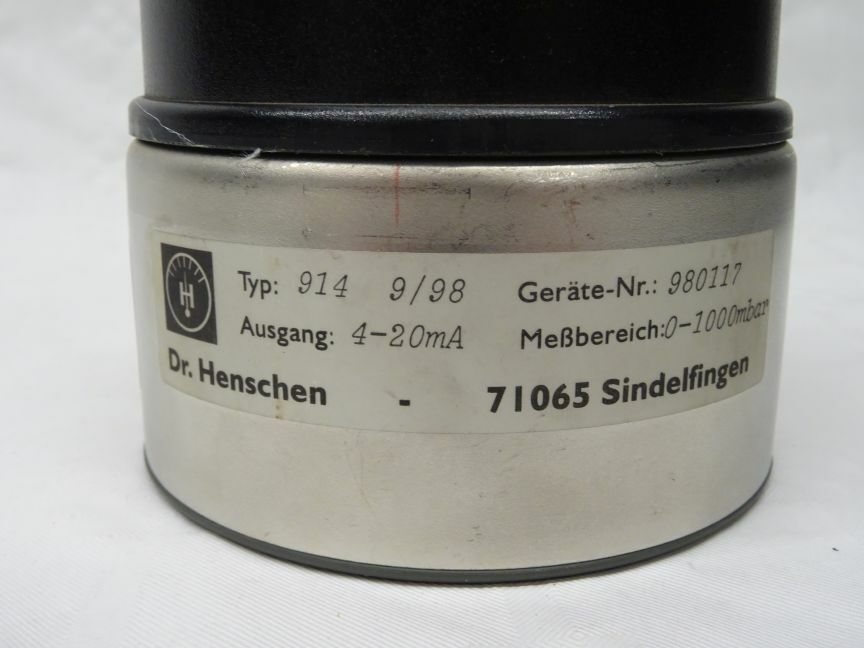 Typ: 914 9/98 Geräte-Nr.: 980117
Ausgang: 4-20mA Meßbereich:0-1000mbar
Dr. Henschen - 71065 Sindelfingen